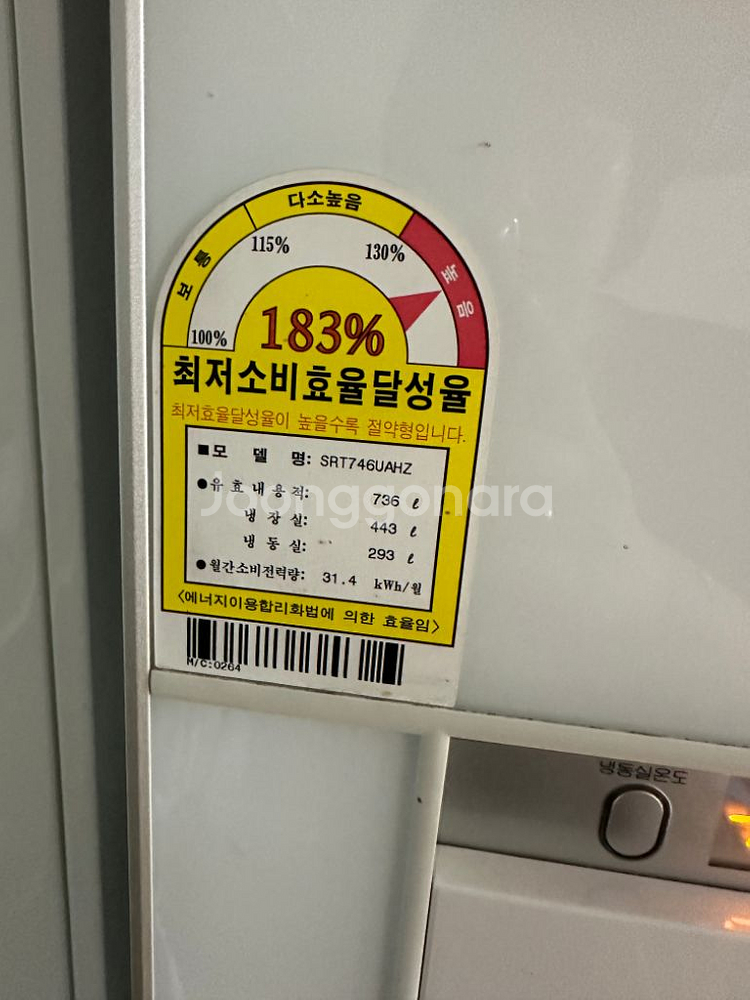 다소높음
보통
115%
130%
높음
100%
183%
최저소비효율달성율
최저효율달성율이 높을수록 절약형입니다.
■모 델 명: SRT746UAHZ
●유효내용적: 736 ℓ
냉장실: 443 ℓ
냉동실: 293 ℓ
●월간소비전력량: 31.4 kWh/월
<에너지이용합리화법에 의한 효율임>
M/C:0264
냉동실온도
Joonggonara